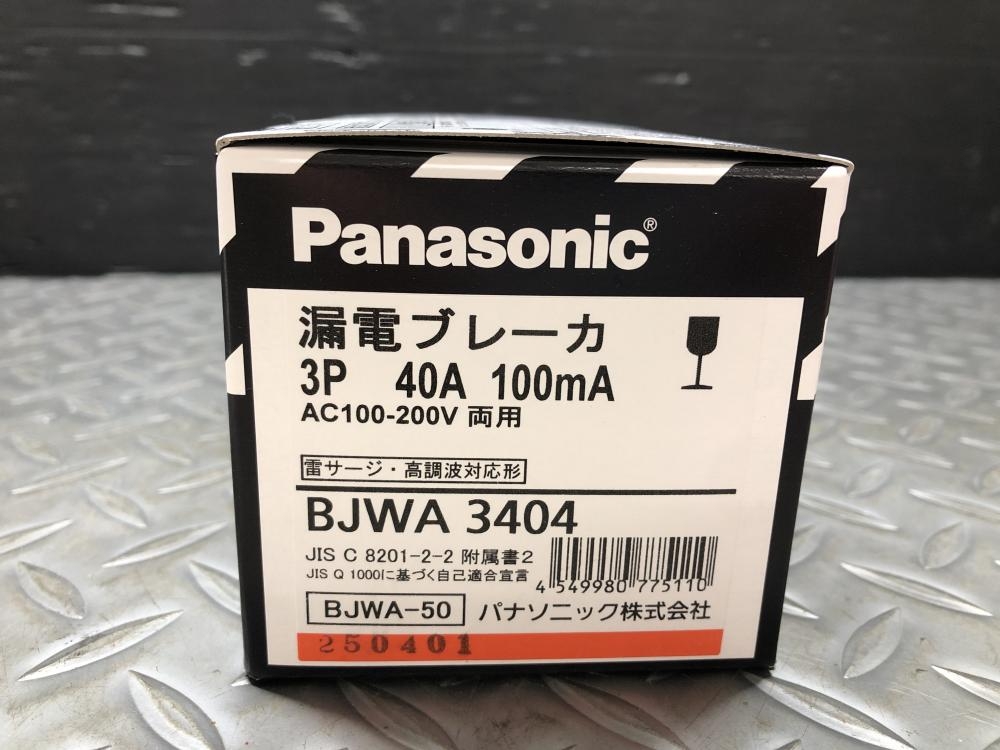 Panasonic®
漏電ブレーカ
3P 40A 100mA
AC100-200V 両用
雷サージ・高調波対応形
BJWA 3404
JIS C 8201-2-2 附属書2
JIS Q 1000に基づく自己適合宣言
4 549980 775110
BJWA-50 パナソニック株式会社
250401